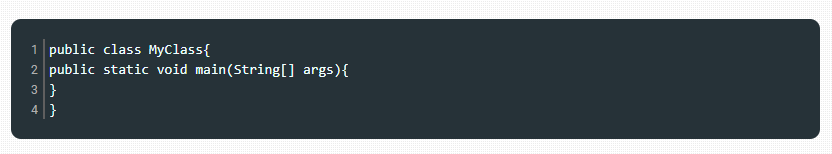 1 public class MyClass{
2 public static void main(String[] args){
3 }
4 }